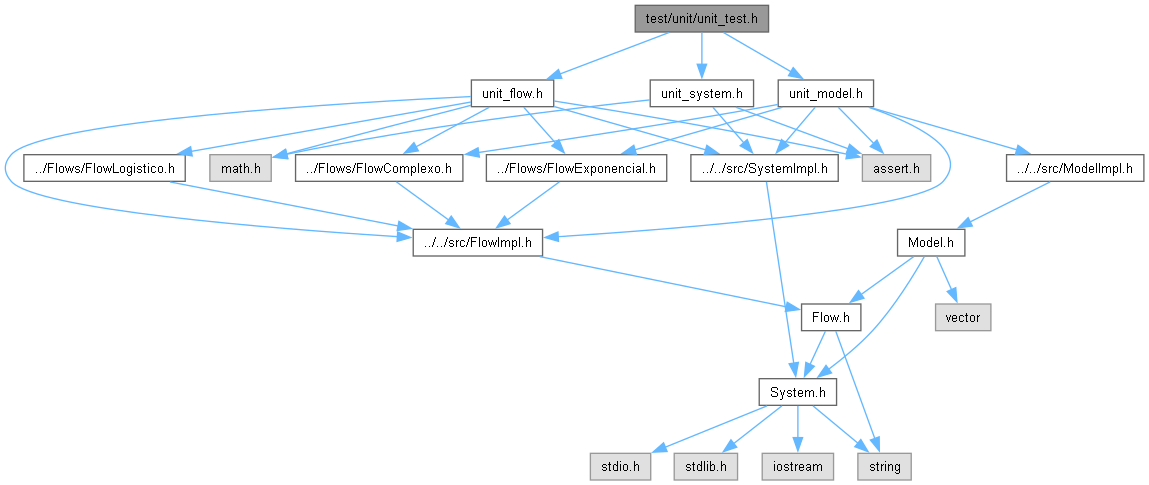 test/unit/unit_test.h
unit_flow.h
unit_system.h
unit_model.h
../Flows/FlowLogistico.h
math.h
../Flows/FlowComplexo.h
../Flows/FlowExponencial.h
../../src/SystemImpl.h
assert.h
../../src/ModelImpl.h
../../src/FlowImpl.h
Model.h
Flow.h
vector
System.h
stdio.h
stdlib.h
iostream
string